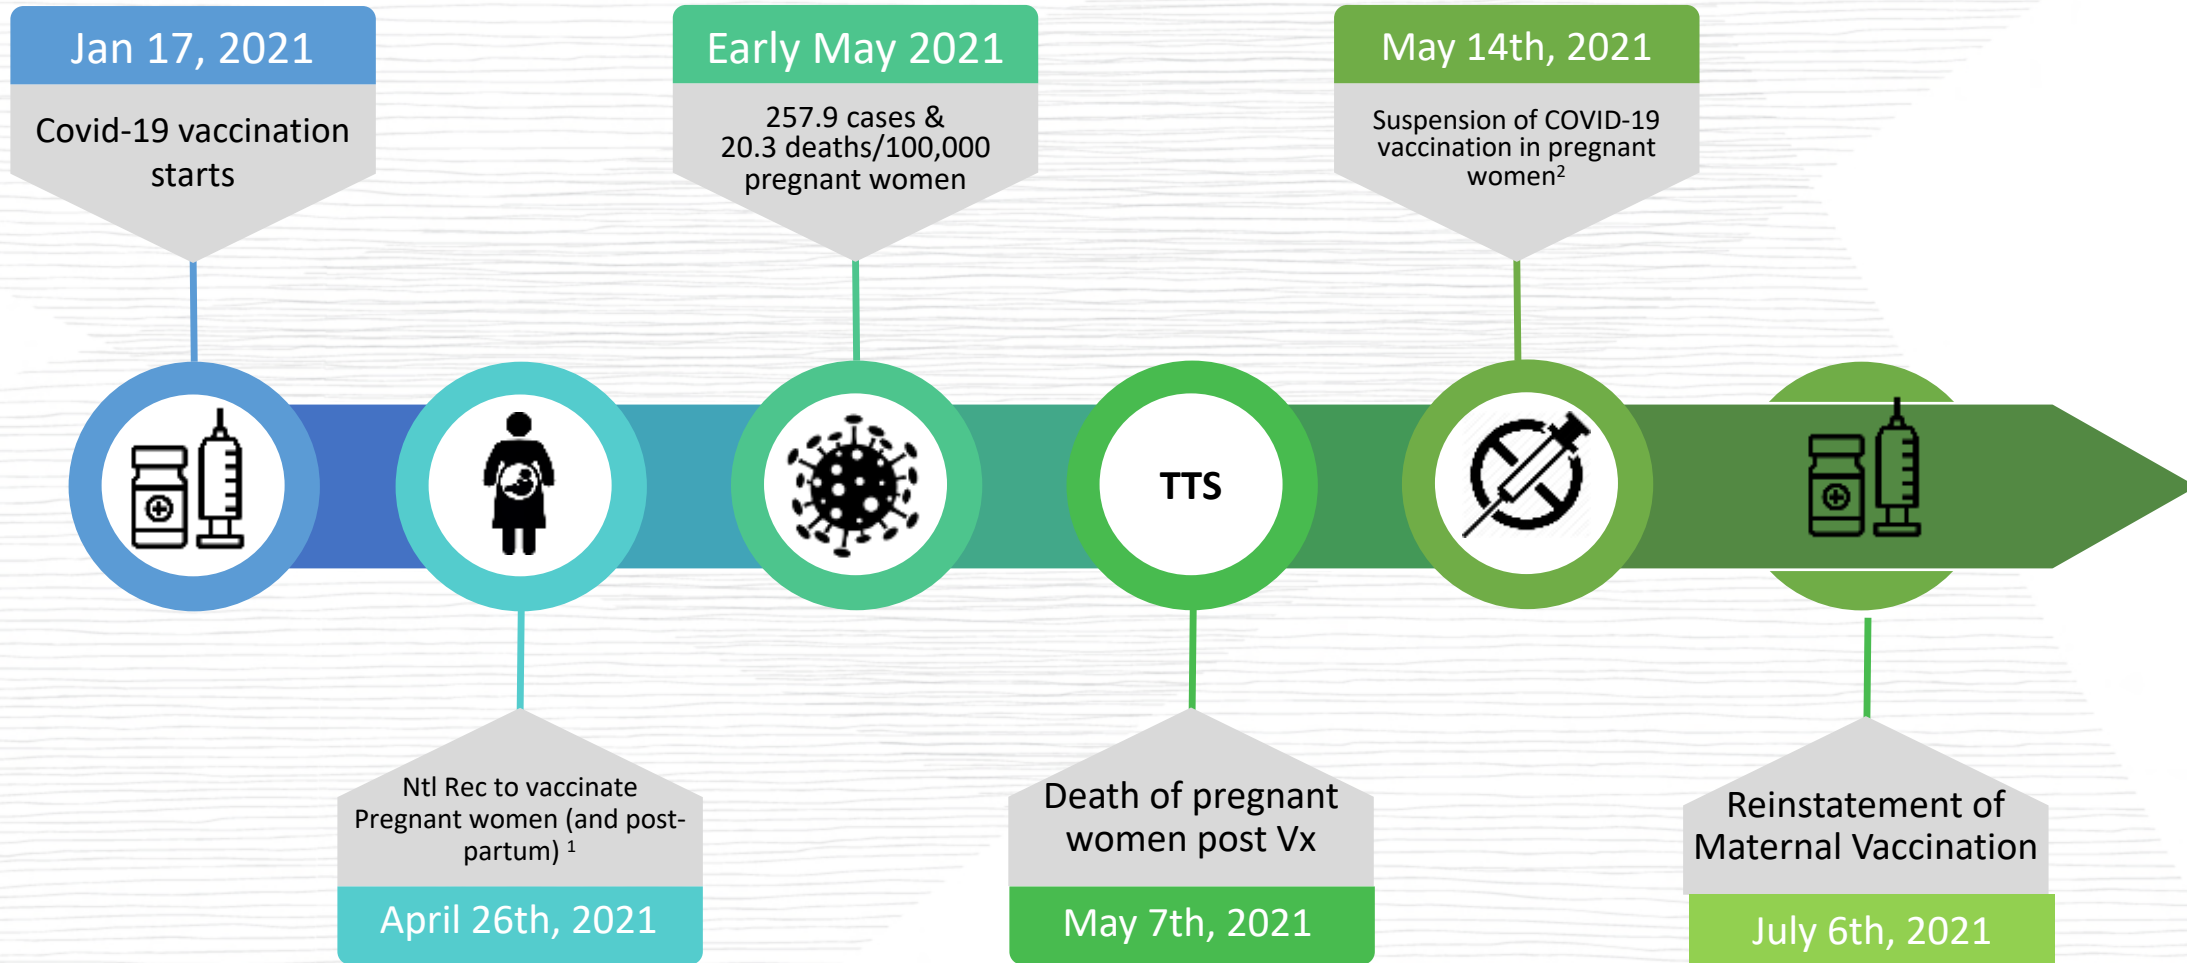 Jan 17, 2021
Covid-19 vaccination
starts
Early May 2021
257.9 cases &
20.3 deaths/100,000
pregnant women
May 14th, 2021
Suspension of COVID-19
vaccination in pregnant
women²
TTS
Ntl Rec to vaccinate
Pregnant women (and post-
partum) ¹
April 26th, 2021
Death of pregnant
women post Vx
May 7th, 2021
Reinstatement of
Maternal Vaccination
July 6th, 2021